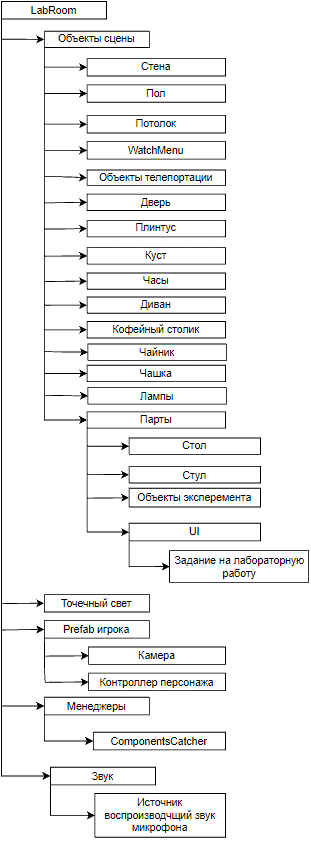 LabRoom
Объекты сцены
Стена
Пол
Потолок
WatchMenu
Объекты телепортации
Дверь
Плинтус
Куст
Часы
Диван
Кофейный столик
Чайник
Чашка
Лампы
Парты
Стол
Стул
Объекты эксперемента
UI
Задание на лабораторную
работу
Точечный свет
Prefab игрока
Камера
Контроллер персонажа
Менеджеры
ComponentsCatcher
Звук
Источник
воспроизводчщий звук
микрофона